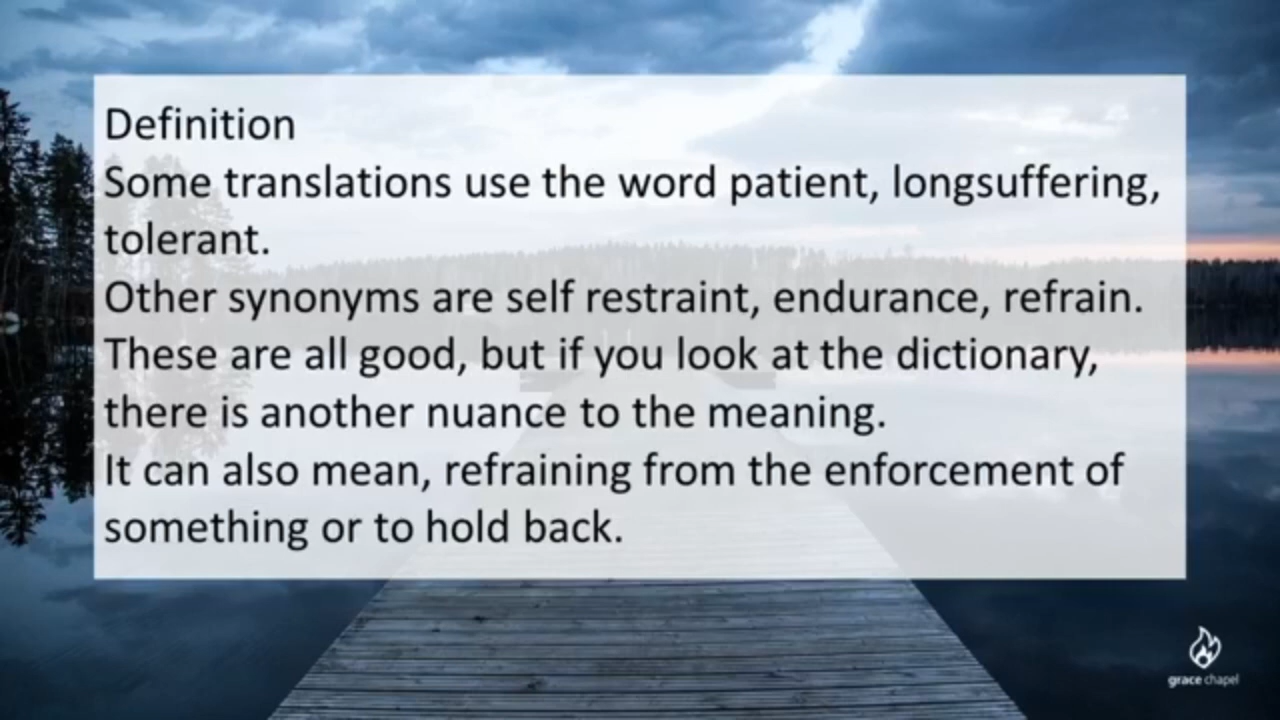 Definition
Some translations use the word patient, longsuffering,
tolerant.
Other synonyms are self restraint, endurance, refrain.
These are all good, but if you look at the dictionary,
there is another nuance to the meaning.
It can also mean, refraining from the enforcement of
something or to hold back.
grace chapel